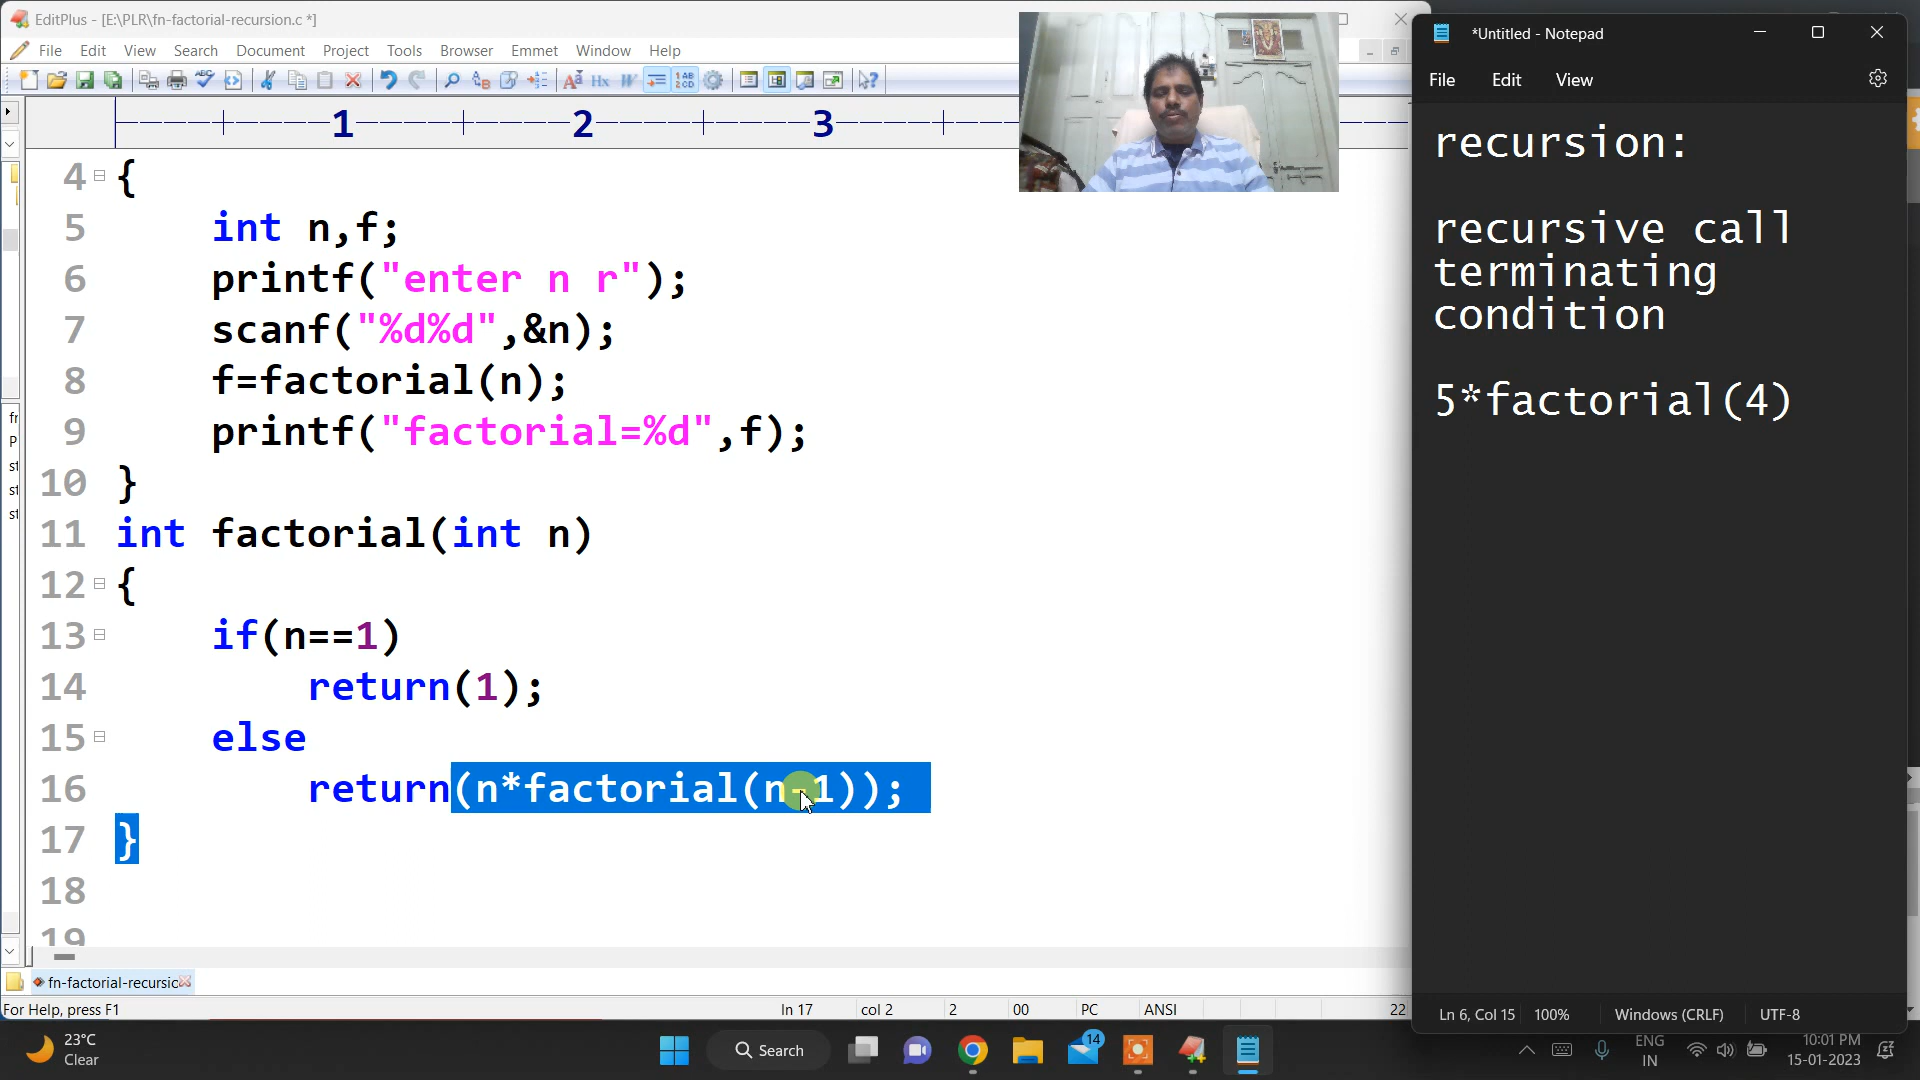 EditPlus - [E:\PLR\fn-factorial-recursion.c *]
File Edit View Search Document Project Tools Browser Emmet Window Help
1 2 3
4 {
5 int n,f;
6 printf("enter n r");
7 scanf("%d%d",&n);
8 f=factorial(n);
9 printf("factorial=%d",f);
10 }
11 int factorial(int n)
12 {
13 if(n==1)
14 return(1);
15 else
16 return(n*factorial(n-1));
17 }
18
19
fn-factorial-recursic
For Help, press F1 ln 17 col 2 2 00 PC ANSI 22
*Untitled - Notepad
File Edit View
recursion:
recursive call
terminating
condition
5*factorial(4)
Ln 6, Col 15 100% Windows (CRLF) UTF-8
23°C
Clear
Search
14
ENG
IN
10:01 PM
15-01-2023